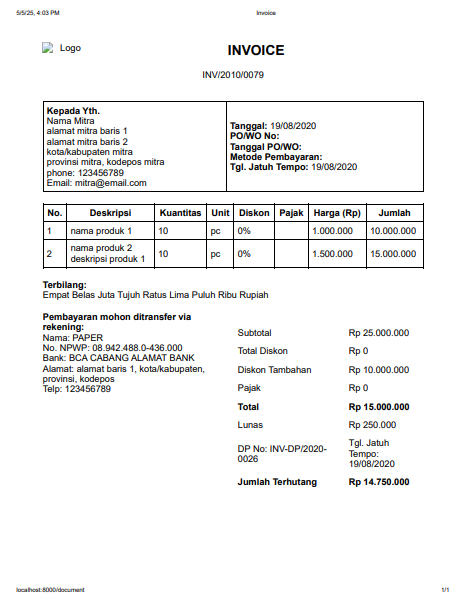 5/5/25, 4:03 PM Invoice
Logo
INVOICE
INV/2010/0079
Kepada Yth.
Nama Mitra
alamat mitra baris 1
alamat mitra baris 2
kota/kabupaten mitra
provinsi mitra, kodepos mitra
phone: 123456789
Email: mitra@email.com
Tanggal: 19/08/2020
PO/WO No:
Tanggal PO/WO:
Metode Pembayaran:
Tgl. Jatuh Tempo: 19/08/2020
No. Deskripsi Kuantitas Unit Diskon Pajak Harga (Rp) Jumlah
1 nama produk 1 10 pc 0% 1.000.000 10.000.000
2 nama produk 2 10 pc 0% 1.500.000 15.000.000
deskripsi produk 1
Terbilang:
Empat Belas Juta Tujuh Ratus Lima Puluh Ribu Rupiah
Pembayaran mohon ditransfer via
rekening:
Nama: PAPER
No. NPWP: 08.942.488.0-436.000
Bank: BCA CABANG ALAMAT BANK
Alamat: alamat baris 1, kota/kabupaten,
provinsi, kodepos
Telp: 123456789
Subtotal Rp 25.000.000
Total Diskon Rp 0
Diskon Tambahan Rp 10.000.000
Pajak Rp 0
Total Rp 15.000.000
Lunas Rp 250.000
DP No: INV-DP/2020-
0026
Tgl. Jatuh
Tempo:
19/08/2020
Jumlah Terhutang Rp 14.750.000
localhost:8000/document 1/1